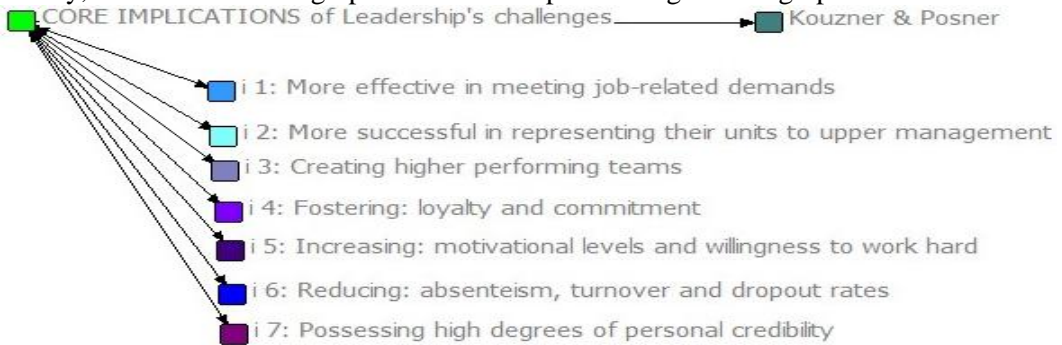 CORE IMPLICATIONS of Leadership's challenges Kouzner & Posner
i 1: More effective in meeting job-related demands
i 2: More successful in representing their units to upper management
i 3: Creating higher performing teams
i 4: Fostering: loyalty and commitment
i 5: Increasing: motivational levels and willingness to work hard
i 6: Reducing: absenteism, turnover and dropout rates
i 7: Possessing high degrees of personal credibility